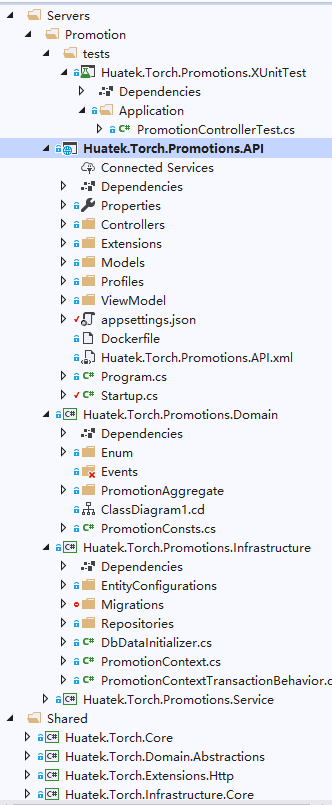 Servers
Promotion
tests
Huatek.Torch.Promotions.XUnitTest
Dependencies
Application
C# PromotionControllerTest.cs
Huatek.Torch.Promotions.API
Connected Services
Dependencies
Properties
Controllers
Extensions
Models
Profiles
ViewModel
appsettings.json
Dockerfile
Huatek.Torch.Promotions.API.xml
C# Program.cs
C# Startup.cs
C# Huatek.Torch.Promotions.Domain
Dependencies
Enum
Events
PromotionAggregate
ClassDiagram1.cd
C# PromotionConsts.cs
C# Huatek.Torch.Promotions.Infrastructure
Dependencies
EntityConfigurations
Migrations
Repositories
C# DbDataInitializer.cs
C# PromotionContext.cs
C# PromotionContextTransactionBehavior.c
C# Huatek.Torch.Promotions.Service
Shared
C# Huatek.Torch.Core
C# Huatek.Torch.Domain.Abstractions
C# Huatek.Torch.Extensions.Http
C# Huatek.Torch.Infrastructure.Core